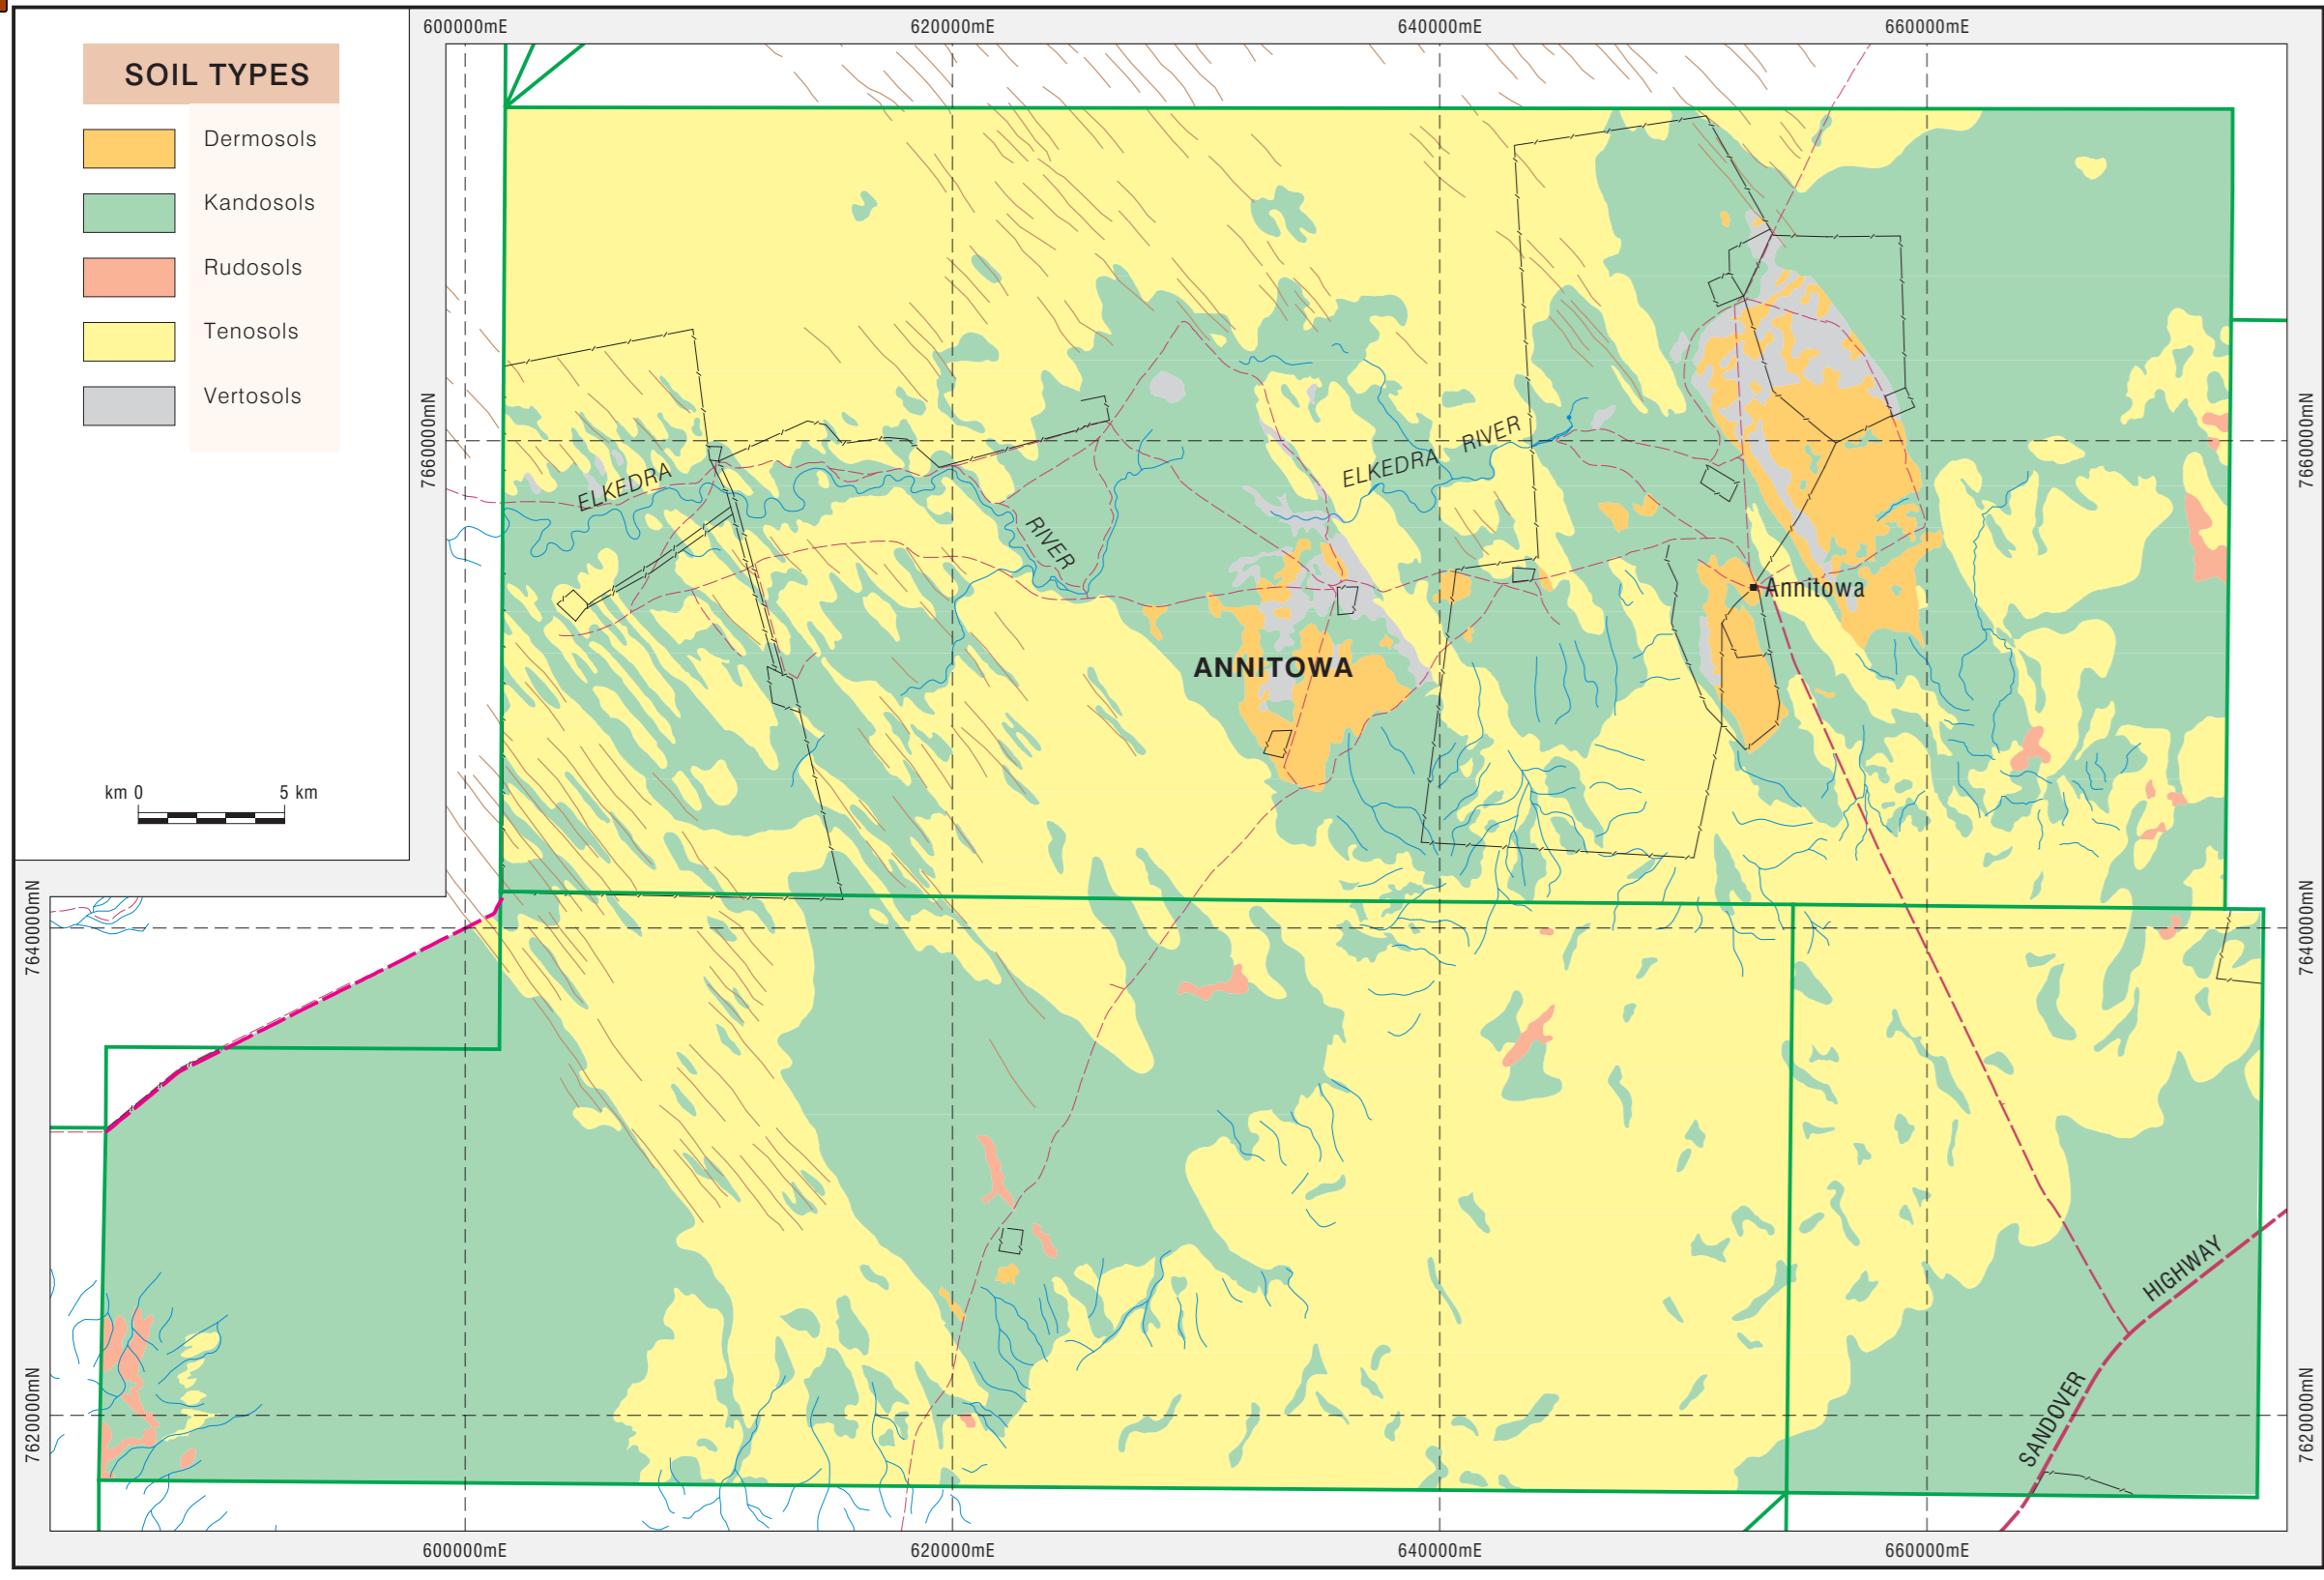 600000mE
620000mE
640000mE
660000mE
SOIL TYPES
Dermosols
Kandosols
Rudosols
Tenosols
Vertosols
7660000mN
7660000mN
ELKEDRA
RIVER
ELKEDRA
RIVER
Annitowa
ANNITOWA
km 0
5 km
7640000mN
7640000mN
HIGHWAY
SANDOVER
7620000mN
7620000mN
600000mE
620000mE
640000mE
660000mE